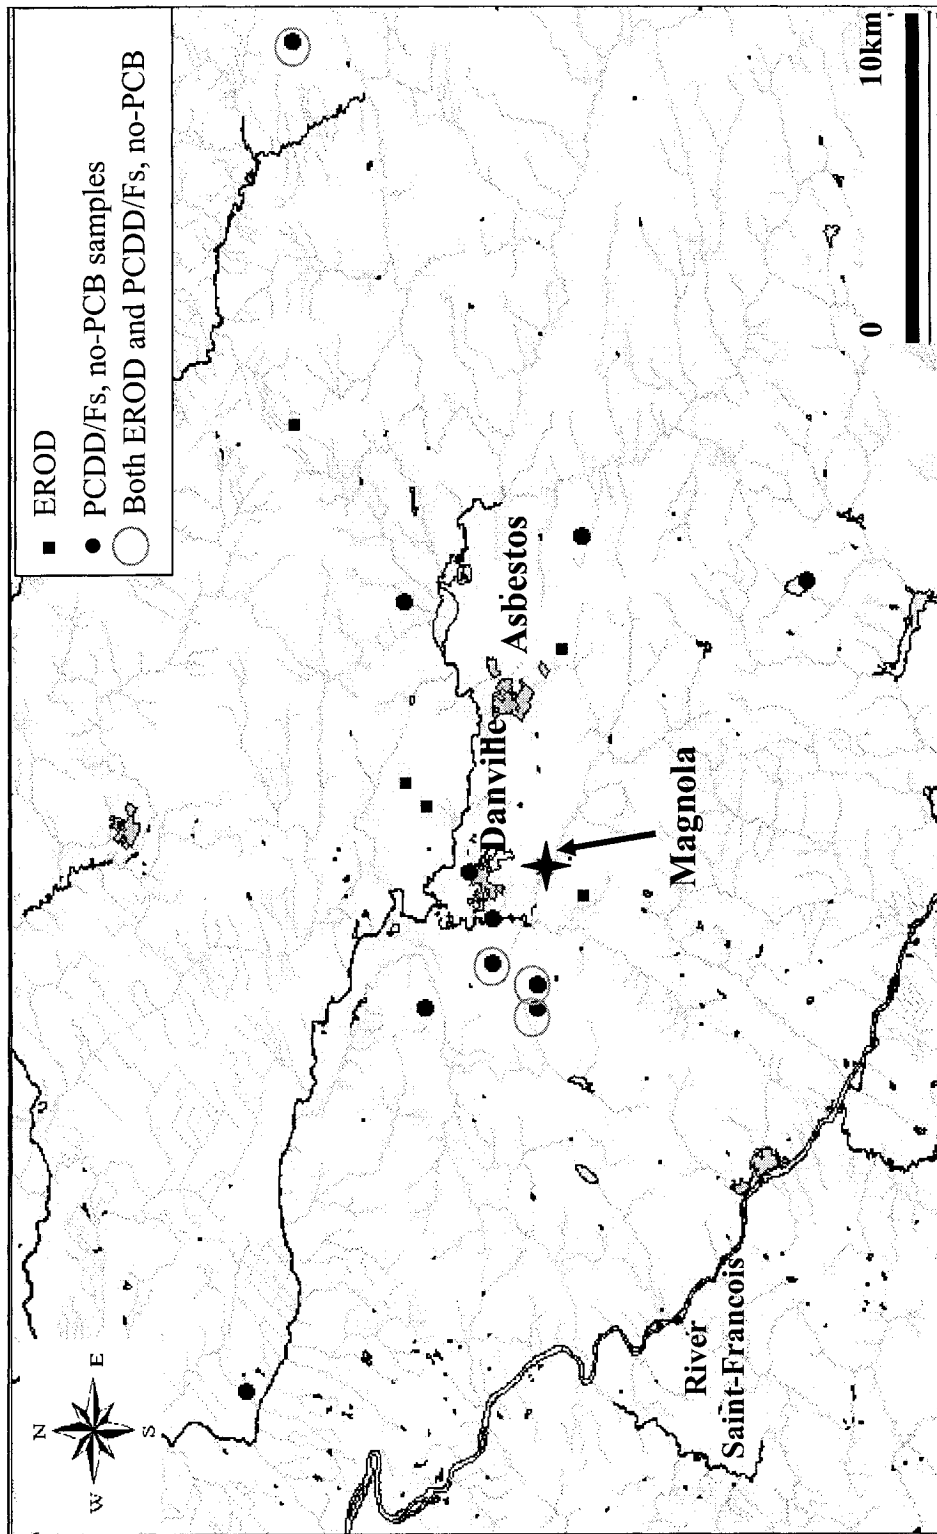 N
W
E
S
EROD
PCDD/Fs, no-PCB samples
Both EROD and PCDD/Fs, no-PCB
Danville
Asbestos
Magnola
River
Saint-Francois
0
10km